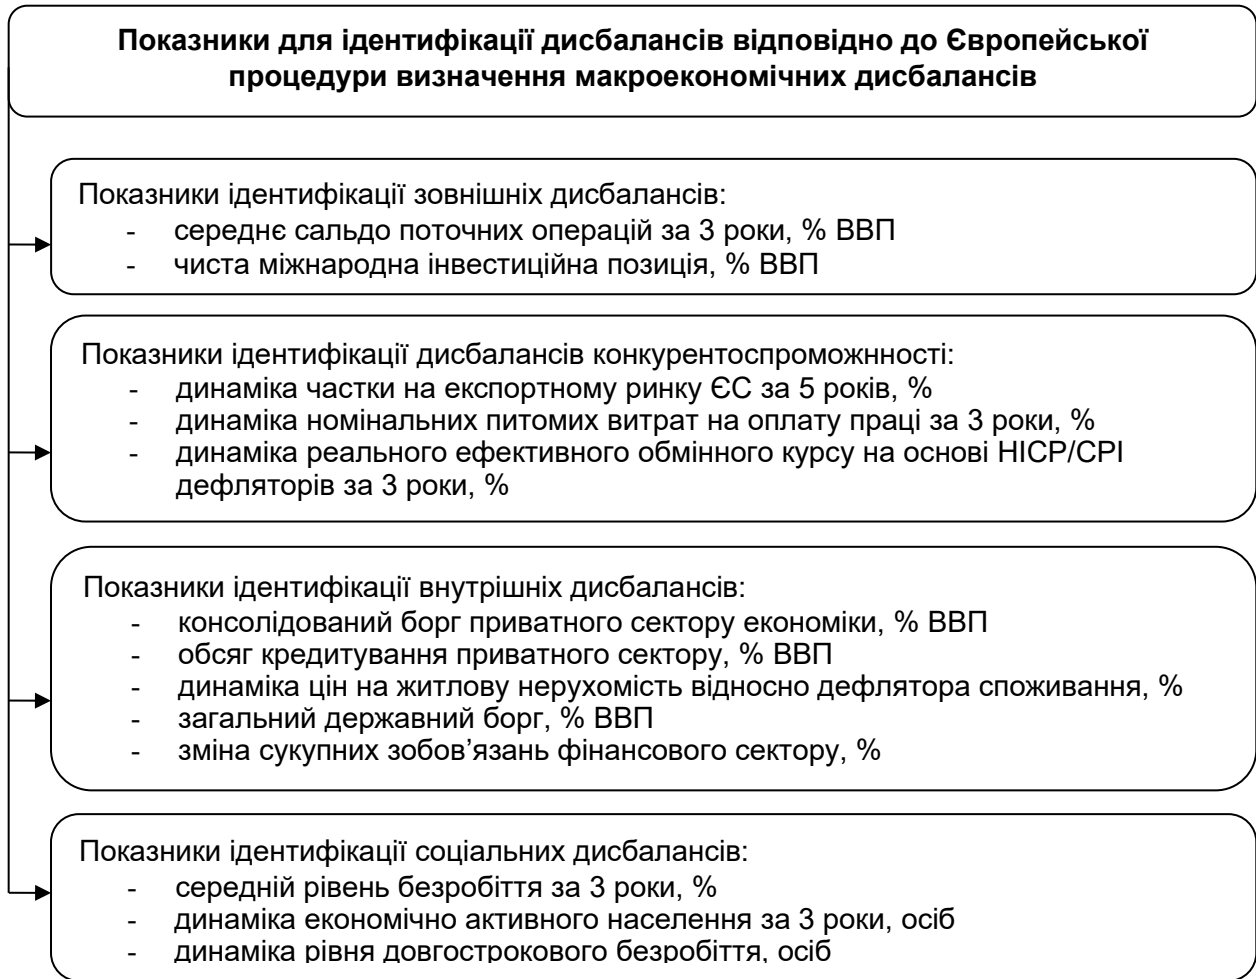 Показники для ідентифікації дисбалансів відповідно до Європейської
процедури визначення макроекономічних дисбалансів
Показники ідентифікації зовнішніх дисбалансів:
- середнє сальдо поточних операцій за 3 роки, % ВВП
- чиста міжнародна інвестиційна позиція, % ВВП
Показники ідентифікації дисбалансів конкурентоспроможнності:
- динаміка частки на експортному ринку ЄС за 5 років, %
- динаміка номінальних питомих витрат на оплату праці за 3 роки, %
- динаміка реального ефективного обмінного курсу на основі HICP/CPI
дефляторів за 3 роки, %
Показники ідентифікації внутрішніх дисбалансів:
- консолідований борг приватного сектору економіки, % ВВП
- обсяг кредитування приватного сектору, % ВВП
- динаміка цін на житлову нерухомість відносно дефлятора споживання, %
- загальний державний борг, % ВВП
- зміна сукупних зобов’язань фінансового сектору, %
Показники ідентифікації соціальних дисбалансів:
- середній рівень безробіття за 3 роки, %
- динаміка економічно активного населення за 3 роки, осіб
- динаміка рівня довгострокового безробіття, осіб